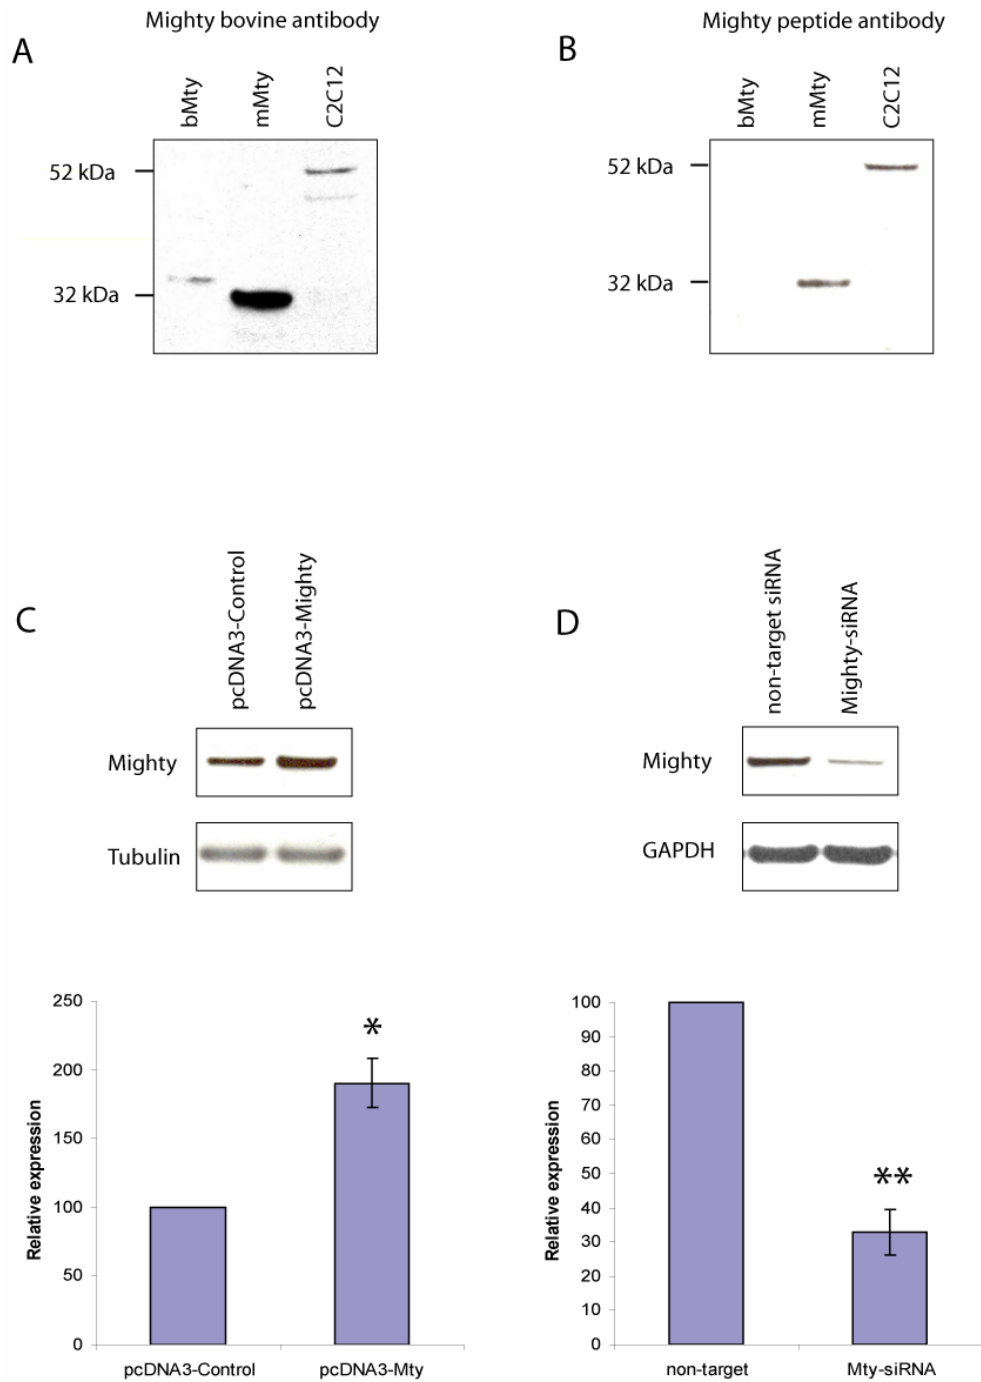 Mighty bovine antibody
A
bMty
mMty
C2C12
52 kDa
32 kDa
Mighty peptide antibody
B
bMty
mMty
C2C12
52 kDa
32 kDa
C
pcDNA3-Control
pcDNA3-Mighty
Mighty
Tubulin
Relative expression
250
200
150
100
50
0
*
pcDNA3-Control
pcDNA3-Mty
D
non-target siRNA
Mighty-siRNA
Mighty
GAPDH
Relative expression
100
90
80
70
60
50
40
30
20
10
0
**
non-target
Mty-siRNA